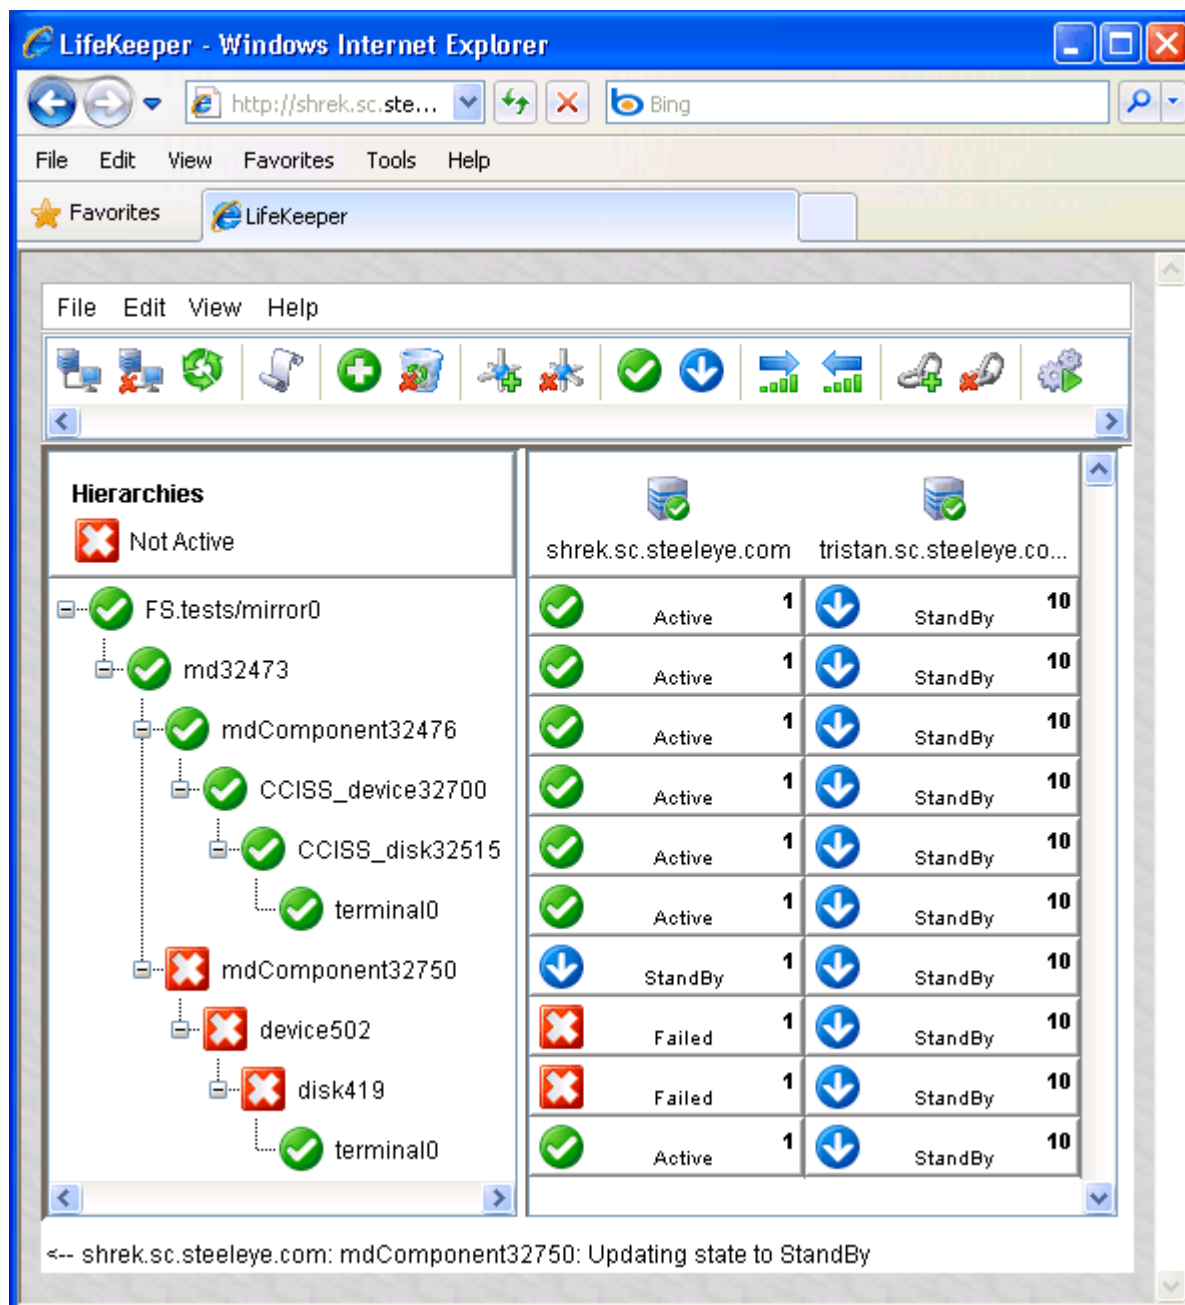 LifeKeeper - Windows Internet Explorer
http://shrek.sc.ste...
Bing
File Edit View Favorites Tools Help
Favorites
LifeKeeper
File Edit View Help
Hierarchies
Not Active
shrek.sc.steeleye.com
tristan.sc.steeleye.co...
FS.tests/mirror0 Active 1 StandBy 10
md32473 Active 1 StandBy 10
mdComponent32476 Active 1 StandBy 10
CCISS_device32700 Active 1 StandBy 10
CCISS_disk32515 Active 1 StandBy 10
terminal0 Active 1 StandBy 10
mdComponent32750 StandBy 1 StandBy 10
device502 Failed 1 StandBy 10
disk419 Failed 1 StandBy 10
terminal0 Active 1 StandBy 10
<-- shrek.sc.steeleye.com: mdComponent32750: Updating state to StandBy